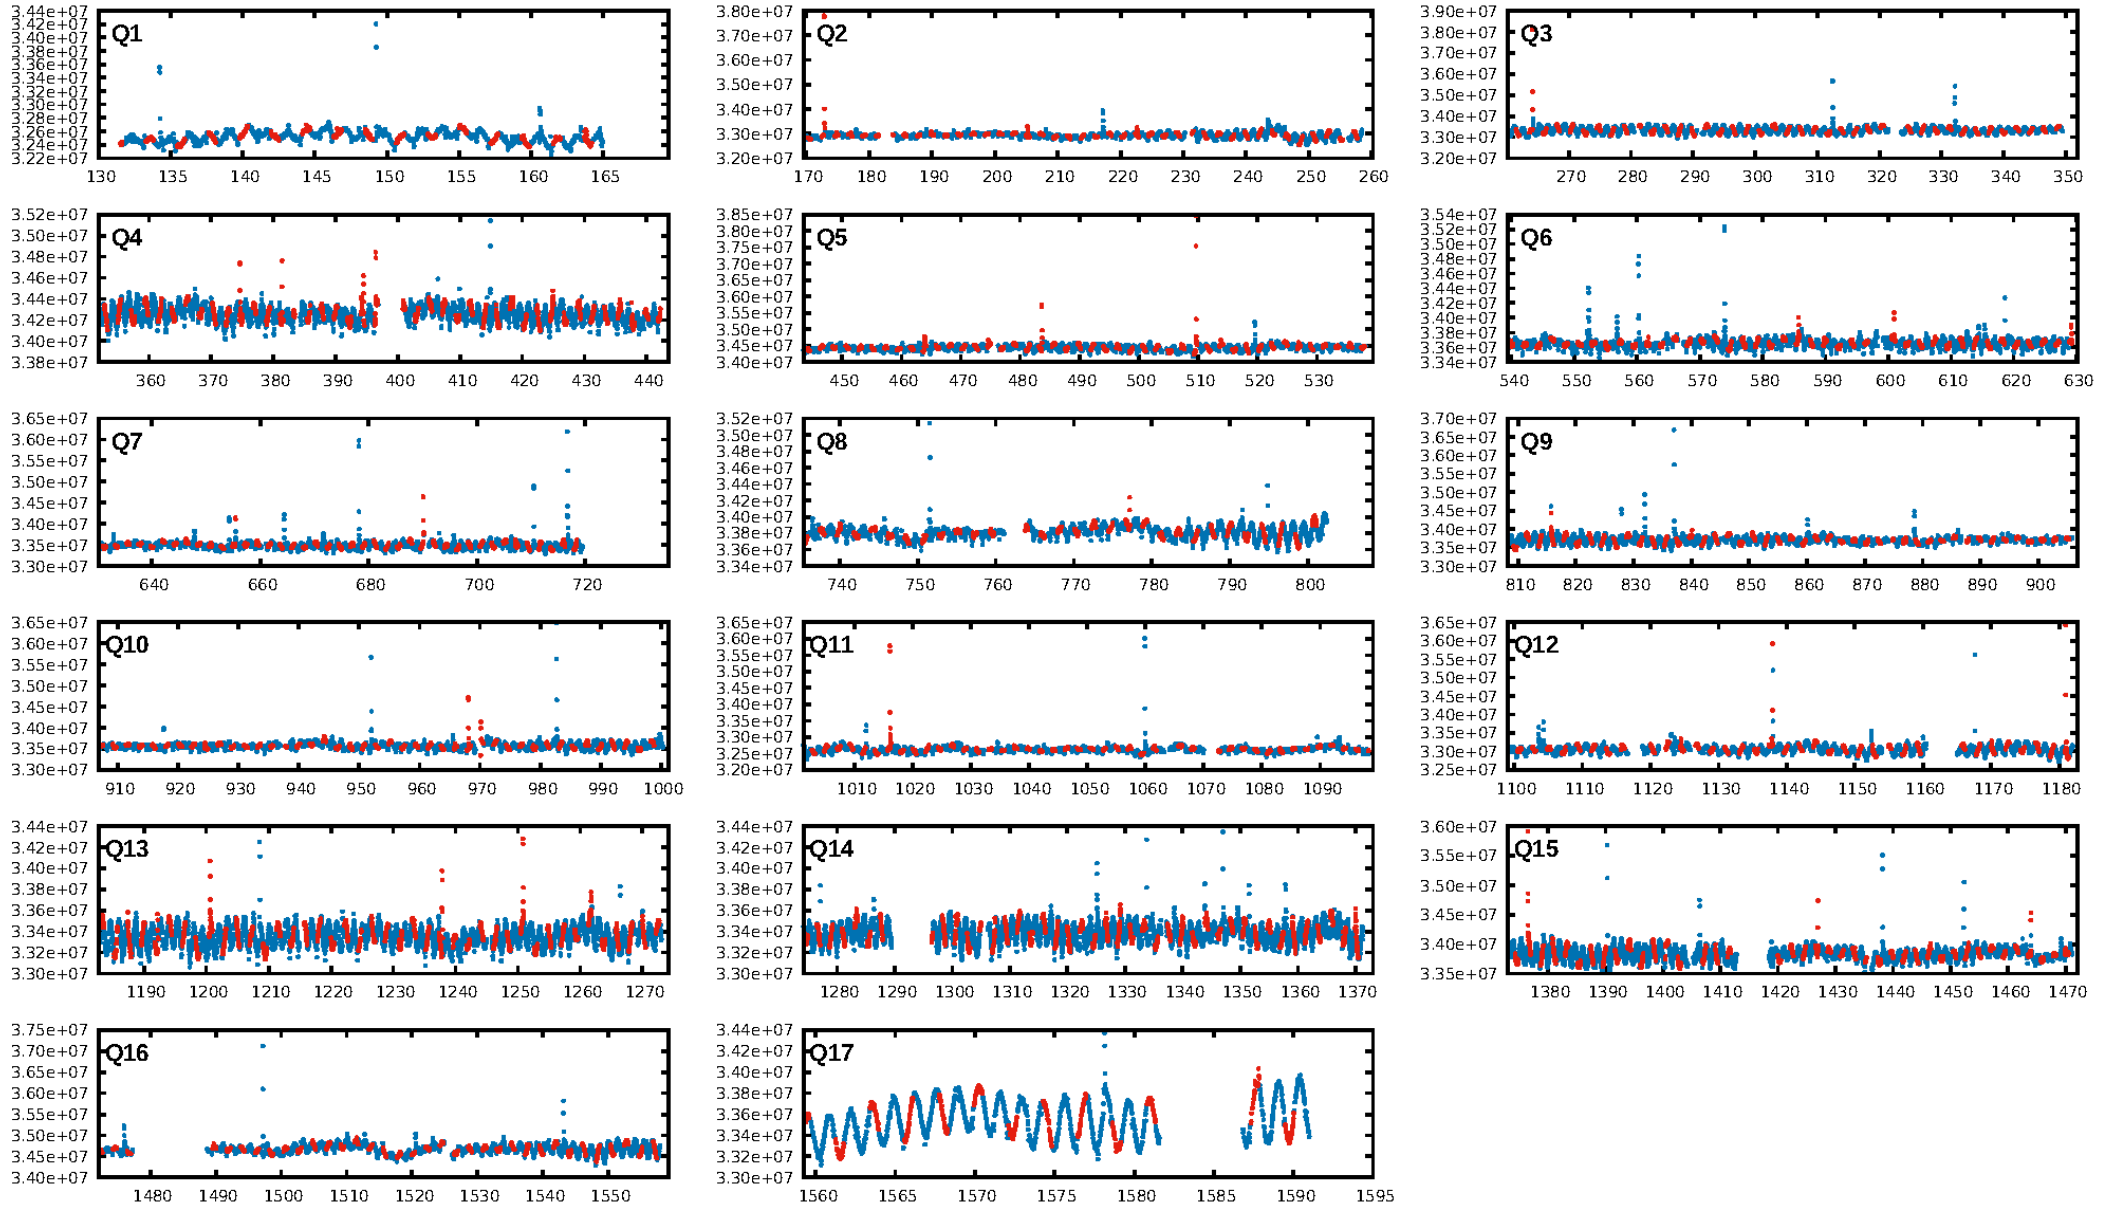 3.44e+07
3.42e+07
3.40e+07
3.38e+07
3.36e+07
3.34e+07
3.32e+07
3.30e+07
3.28e+07
3.26e+07
3.24e+07
3.22e+07
Q1
130 135 140 145 150 155 160 165
3.80e+07
3.70e+07
3.60e+07
3.50e+07
3.40e+07
3.30e+07
3.20e+07
Q2
170 180 190 200 210 220 230 240 250 260
3.90e+07
3.80e+07
3.70e+07
3.60e+07
3.50e+07
3.40e+07
3.30e+07
3.20e+07
Q3
270 280 290 300 310 320 330 340 350
3.52e+07
3.50e+07
3.48e+07
3.46e+07
3.44e+07
3.42e+07
3.40e+07
3.38e+07
Q4
360 370 380 390 400 410 420 430 440
3.85e+07
3.80e+07
3.75e+07
3.70e+07
3.65e+07
3.60e+07
3.55e+07
3.50e+07
3.45e+07
3.40e+07
Q5
450 460 470 480 490 500 510 520 530
3.54e+07
3.52e+07
3.50e+07
3.48e+07
3.46e+07
3.44e+07
3.42e+07
3.40e+07
3.38e+07
3.36e+07
3.34e+07
Q6
540 550 560 570 580 590 600 610 620 630
3.65e+07
3.60e+07
3.55e+07
3.50e+07
3.45e+07
3.40e+07
3.35e+07
3.30e+07
Q7
640 660 680 700 720
3.52e+07
3.50e+07
3.48e+07
3.46e+07
3.44e+07
3.42e+07
3.40e+07
3.38e+07
3.36e+07
3.34e+07
Q8
740 750 760 770 780 790 800
3.70e+07
3.65e+07
3.60e+07
3.55e+07
3.50e+07
3.45e+07
3.40e+07
3.35e+07
3.30e+07
Q9
810 820 830 840 850 860 870 880 890 900
3.65e+07
3.60e+07
3.55e+07
3.50e+07
3.45e+07
3.40e+07
3.35e+07
3.30e+07
Q10
910 920 930 940 950 960 970 980 990 1000
3.65e+07
3.60e+07
3.55e+07
3.50e+07
3.45e+07
3.40e+07
3.35e+07
3.30e+07
3.25e+07
3.20e+07
Q11
1010 1020 1030 1040 1050 1060 1070 1080 1090
3.65e+07
3.60e+07
3.55e+07
3.50e+07
3.45e+07
3.40e+07
3.35e+07
3.30e+07
3.25e+07
Q12
1100 1110 1120 1130 1140 1150 1160 1170 1180
3.44e+07
3.42e+07
3.40e+07
3.38e+07
3.36e+07
3.34e+07
3.32e+07
3.30e+07
Q13
1190 1200 1210 1220 1230 1240 1250 1260 1270
3.44e+07
3.42e+07
3.40e+07
3.38e+07
3.36e+07
3.34e+07
3.32e+07
3.30e+07
Q14
1280 1290 1300 1310 1320 1330 1340 1350 1360 1370
3.60e+07
3.55e+07
3.50e+07
3.45e+07
3.40e+07
3.35e+07
Q15
1380 1390 1400 1410 1420 1430 1440 1450 1460 1470
3.75e+07
3.70e+07
3.65e+07
3.60e+07
3.55e+07
3.50e+07
3.45e+07
3.40e+07
Q16
1480 1490 1500 1510 1520 1530 1540 1550
3.44e+07
3.42e+07
3.40e+07
3.38e+07
3.36e+07
3.34e+07
3.32e+07
3.30e+07
Q17
1560 1565 1570 1575 1580 1585 1590 1595